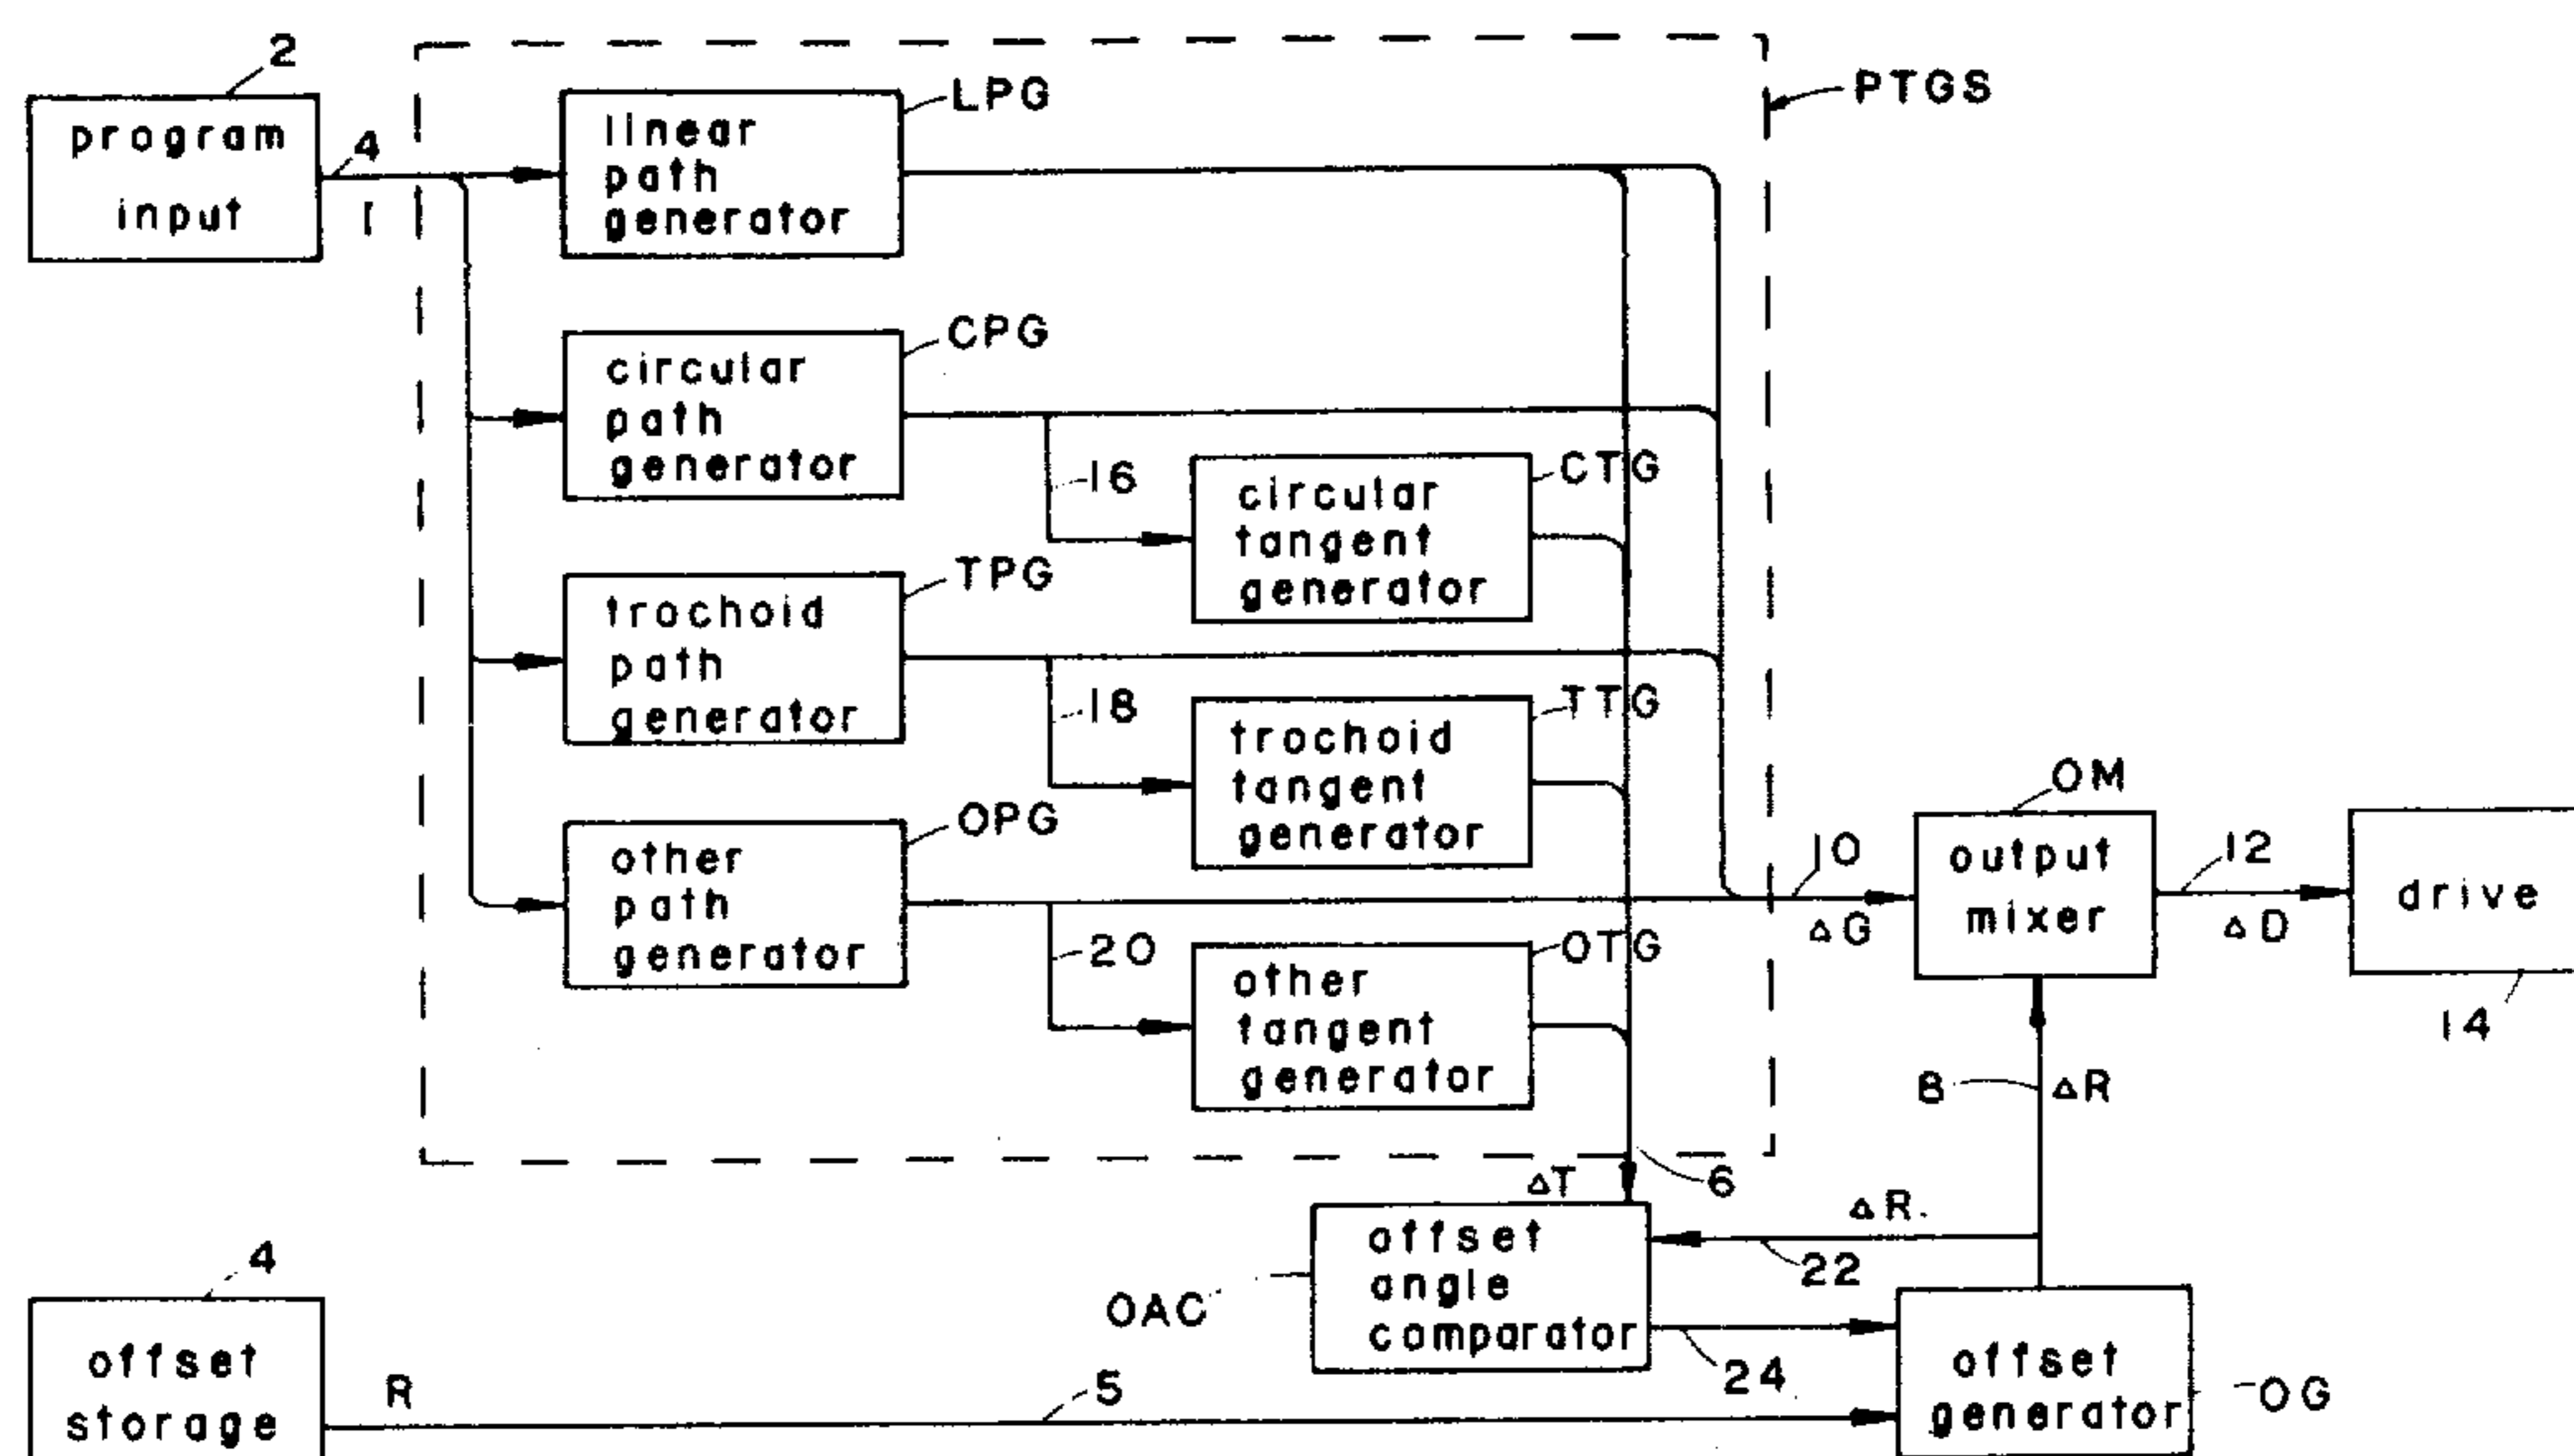 2
program
input
4
I
LPG
linear
path
generator
PTGS
CPG
circular
path
generator
16
CTG
circular
tangent
generator
TPG
trochoid
path
generator
18
TTG
trochoid
tangent
generator
OPG
other
path
generator
20
OTG
other
tangent
generator
10
ΔG
OM
output
mixer
12
ΔD
drive
14
8
ΔR
6
ΔT
ΔR
22
offset
angle
comparator
OAC
24
4
offset
storage
R
5
offset
generator
OG